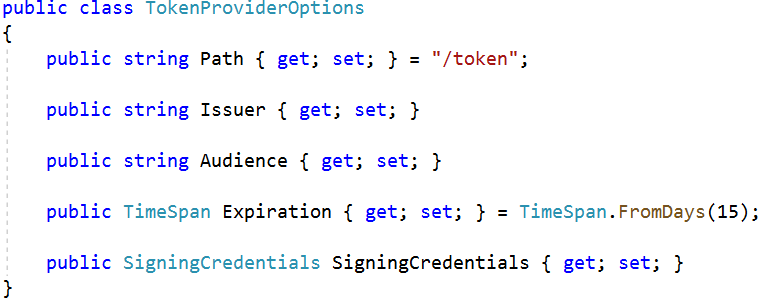 public class TokenProviderOptions
{
public string Path { get; set; } = "/token";
public string Issuer { get; set; }
public string Audience { get; set; }
public TimeSpan Expiration { get; set; } = TimeSpan.FromDays(15);
public SigningCredentials SigningCredentials { get; set; }
}